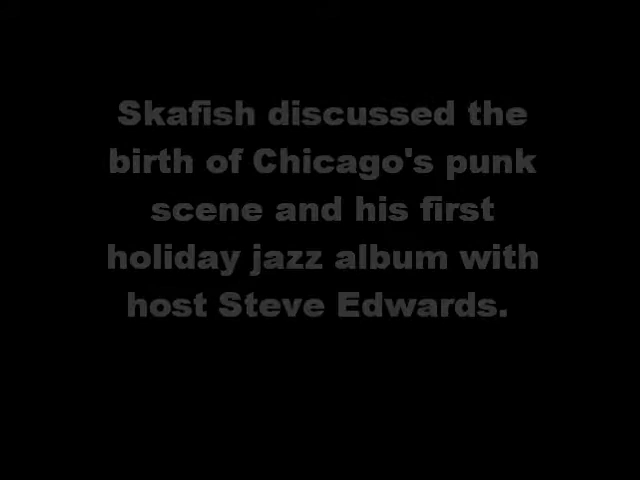 Skafish discussed the
birth of Chicago's punk
scene and his first
holiday jazz album with
host Steve Edwards.